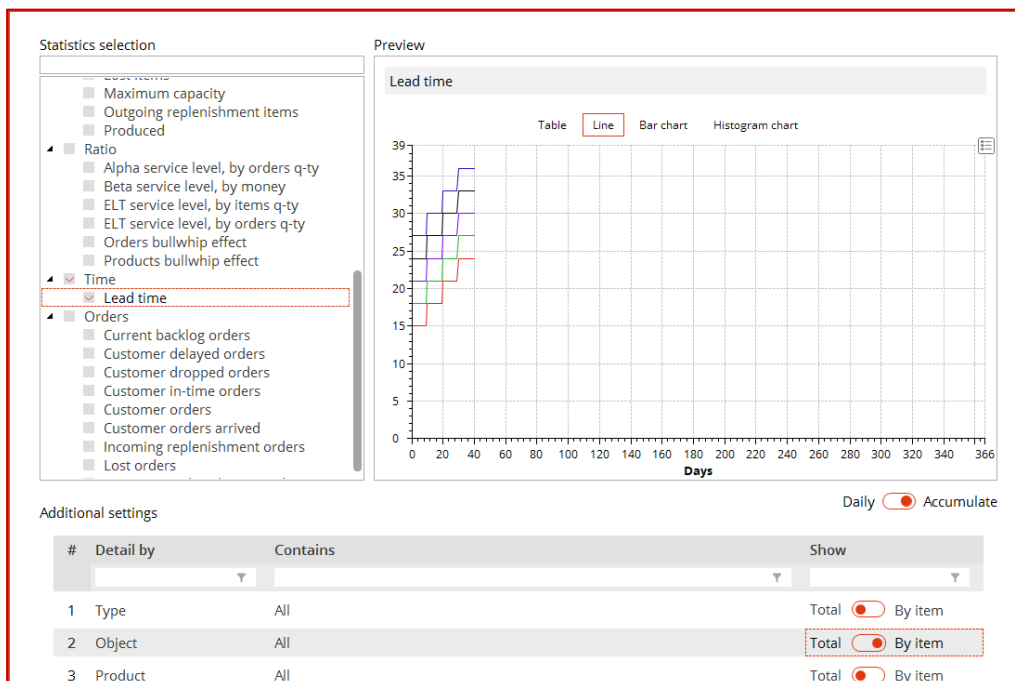 Statistics selection
Preview
Lost items
Maximum capacity
Outgoing replenishment items
Produced
Ratio
Alpha service level, by orders q-ty
Beta service level, by money
ELT service level, by items q-ty
ELT service level, by orders q-ty
Orders bullwhip effect
Products bullwhip effect
Time
Lead time
Orders
Current backlog orders
Customer delayed orders
Customer dropped orders
Customer in-time orders
Customer orders
Customer orders arrived
Incoming replenishment orders
Lost orders
Lead time
Table Line Bar chart Histogram chart
39
35
30
25
20
15
10
5
0
0 20 40 60 80 100 120 140 160 180 200 220 240 260 280 300 320 340 366
Days
Daily Accumulate
Additional settings
# Detail by Contains Show
1 Type All Total By item
2 Object All Total By item
3 Product All Total By item